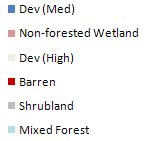 Dev (Med)
Non-forested Wetland
Dev (High)
Barren
Shrubland
Mixed Forest